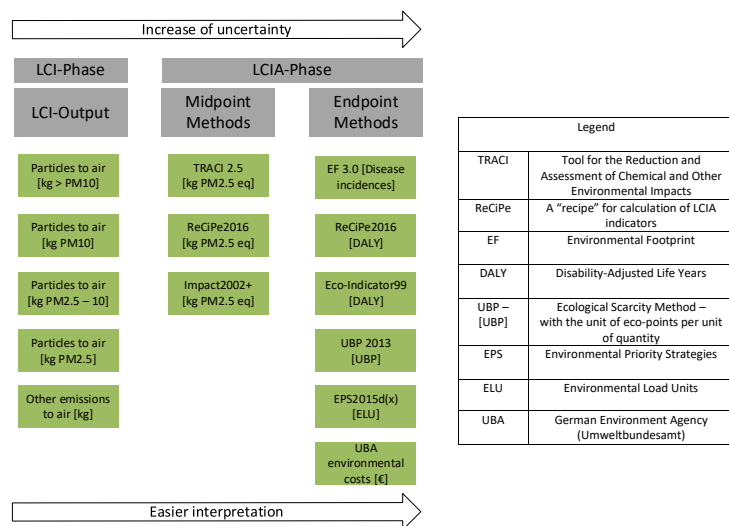 Increase of uncertainty
LCI-Phase
LCIA-Phase
LCI-Output
Midpoint
Methods
Endpoint
Methods
Particles to air
[kg > PM10]
Particles to air
[kg PM10]
Particles to air
[kg PM2.5 – 10]
Particles to air
[kg PM2.5]
Other emissions
to air [kg]
TRACI 2.5
[kg PM2.5 eq]
ReCiPe2016
[kg PM2.5 eq]
Impact2002+
[kg PM2.5 eq]
EF 3.0 [Disease
incidences]
ReCiPe2016
[DALY]
Eco-Indicator99
[DALY]
UBP 2013
[UBP]
EPS2015d(x)
[ELU]
UBA
environmental
costs [€]
Easier interpretation
Legend
TRACI
Tool for the Reduction and
Assessment of Chemical and Other
Environmental Impacts
ReCiPe
A “recipe” for calculation of LCIA
indicators
EF
Environmental Footprint
DALY
Disability-Adjusted Life Years
UBP –
[UBP]
Ecological Scarcity Method –
with the unit of eco-points per unit
of quantity
EPS
Environmental Priority Strategies
ELU
Environmental Load Units
UBA
German Environment Agency
(Umweltbundesamt)